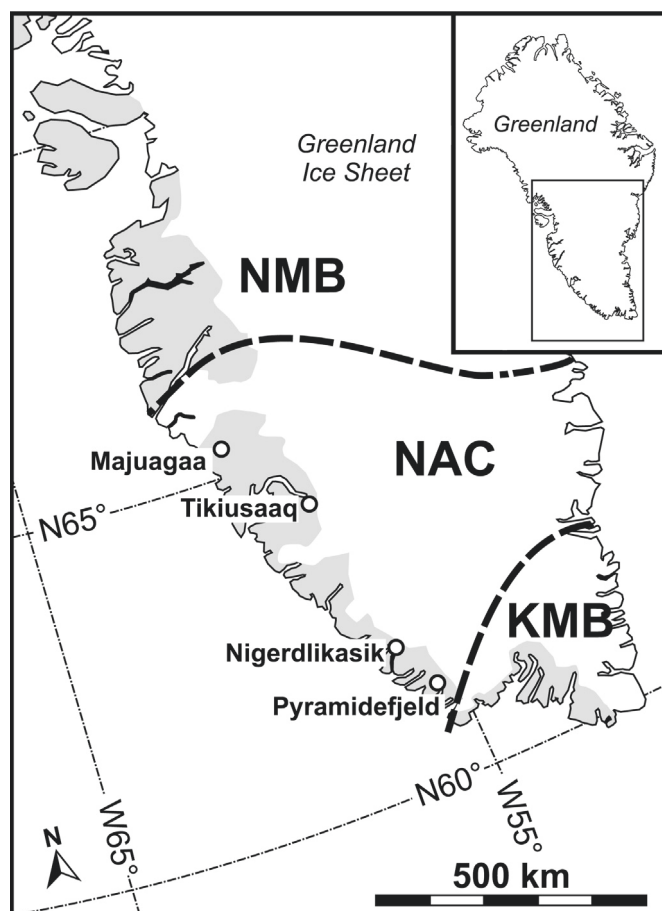 Greenland
Ice Sheet
Greenland
NMB
NAC
Majuagaa
Tikiusaaq
N65°
KMB
Nigerdlikasik
Pyramidefjeld
N60°
W55°
W65°
N
500 km